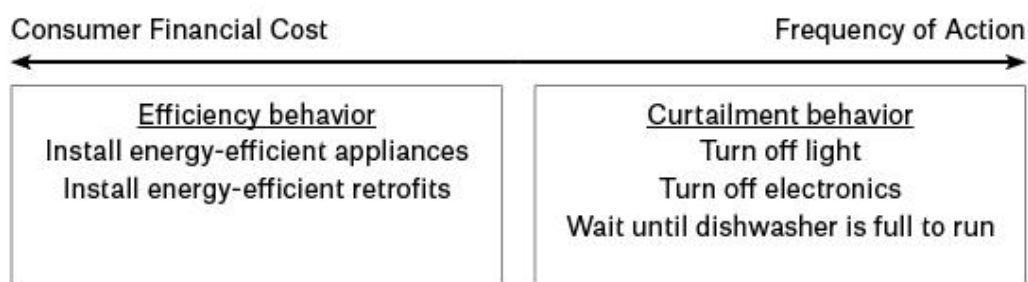 Consumer Financial Cost
Frequency of Action
Efficiency behavior
Install energy-efficient appliances
Install energy-efficient retrofits
Curtailment behavior
Turn off light
Turn off electronics
Wait until dishwasher is full to run